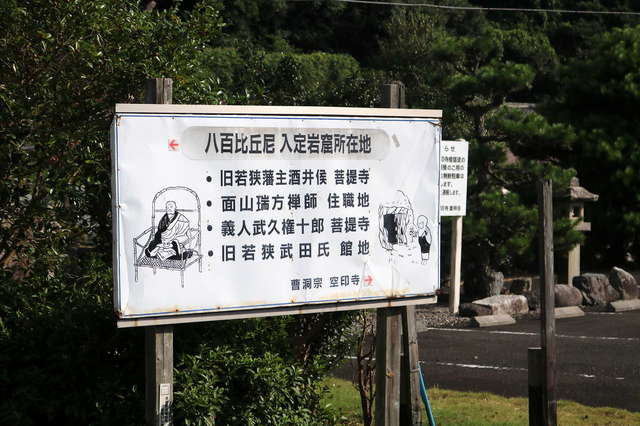 八百比丘尼 入定岩窟所在地
・旧若狭藩主酒井侯 菩提寺
・面山瑞方禅師 住職地
・義人武久権十郎 菩提寺
・旧若狭武田氏 館地
曹洞宗 空印寺
らせ